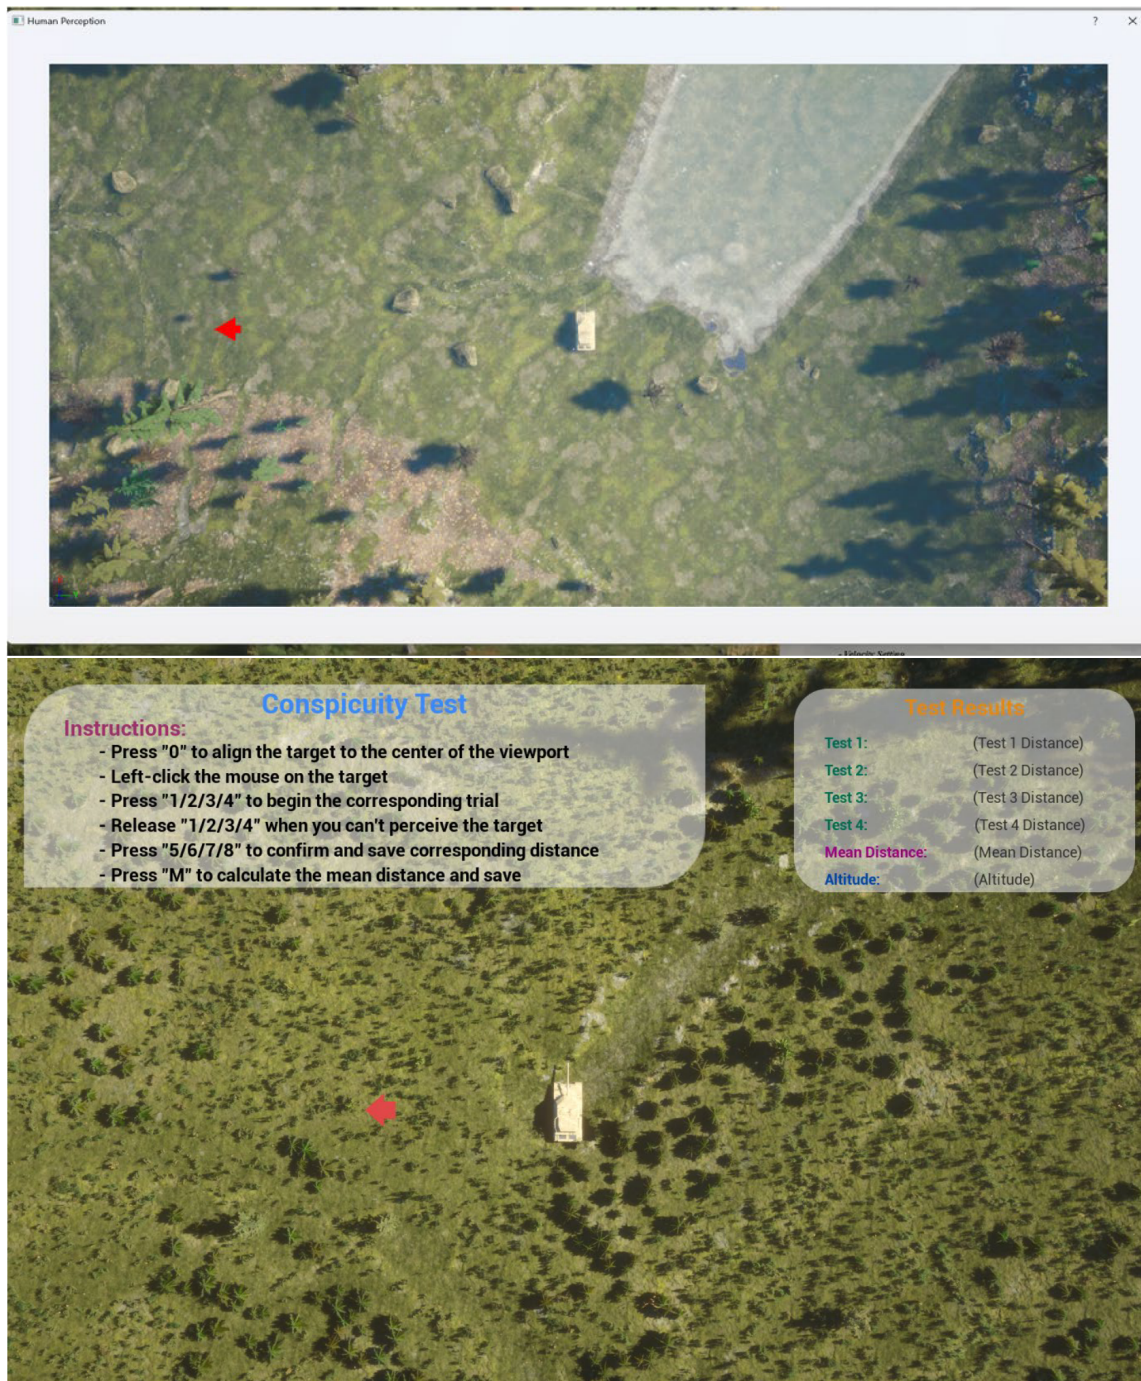 Human Perception
?
- Velocity Setting
Conspicuity Test
Instructions:
- Press "0" to align the target to the center of the viewport
- Left-click the mouse on the target
- Press "1/2/3/4" to begin the corresponding trial
- Release "1/2/3/4" when you can't perceive the target
- Press "5/6/7/8" to confirm and save corresponding distance
- Press "M" to calculate the mean distance and save
Test Results
Test 1: (Test 1 Distance)
Test 2: (Test 2 Distance)
Test 3: (Test 3 Distance)
Test 4: (Test 4 Distance)
Mean Distance: (Mean Distance)
Altitude: (Altitude)